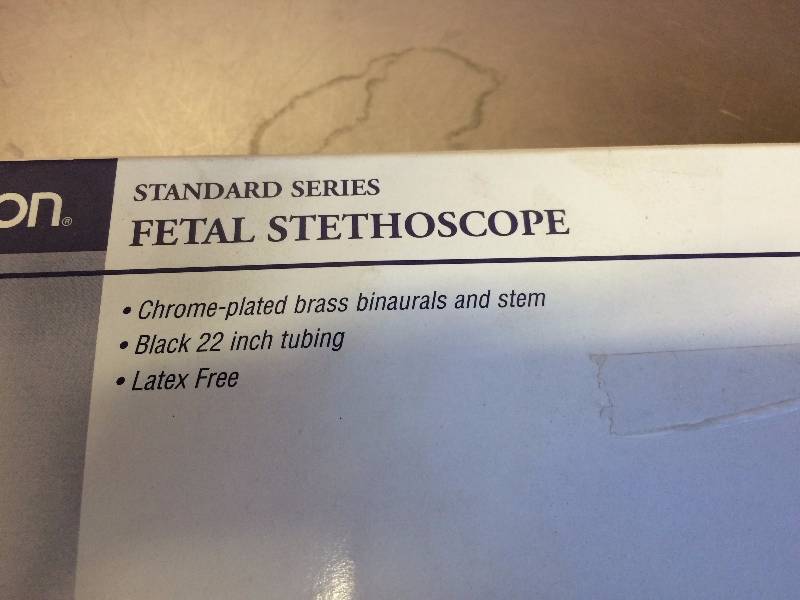 on®
STANDARD SERIES
FETAL STETHOSCOPE
• Chrome-plated brass binaurals and stem
• Black 22 inch tubing
• Latex Free